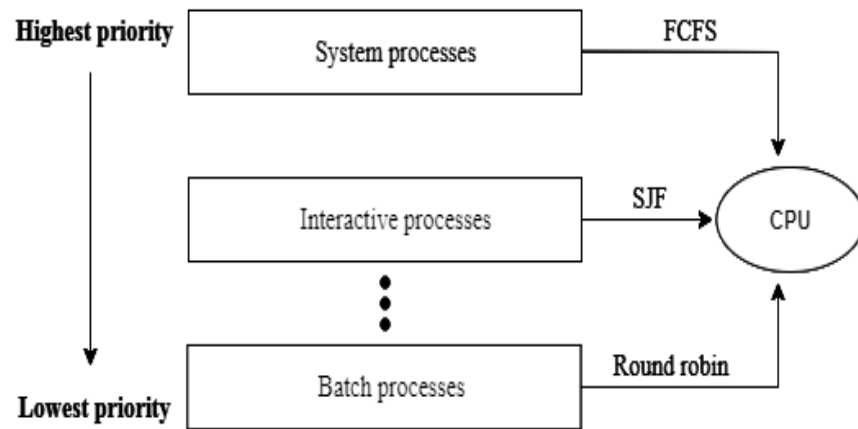 Highest priority
System processes
FCFS
Interactive processes
SJF
CPU
Batch processes
Round robin
Lowest priority